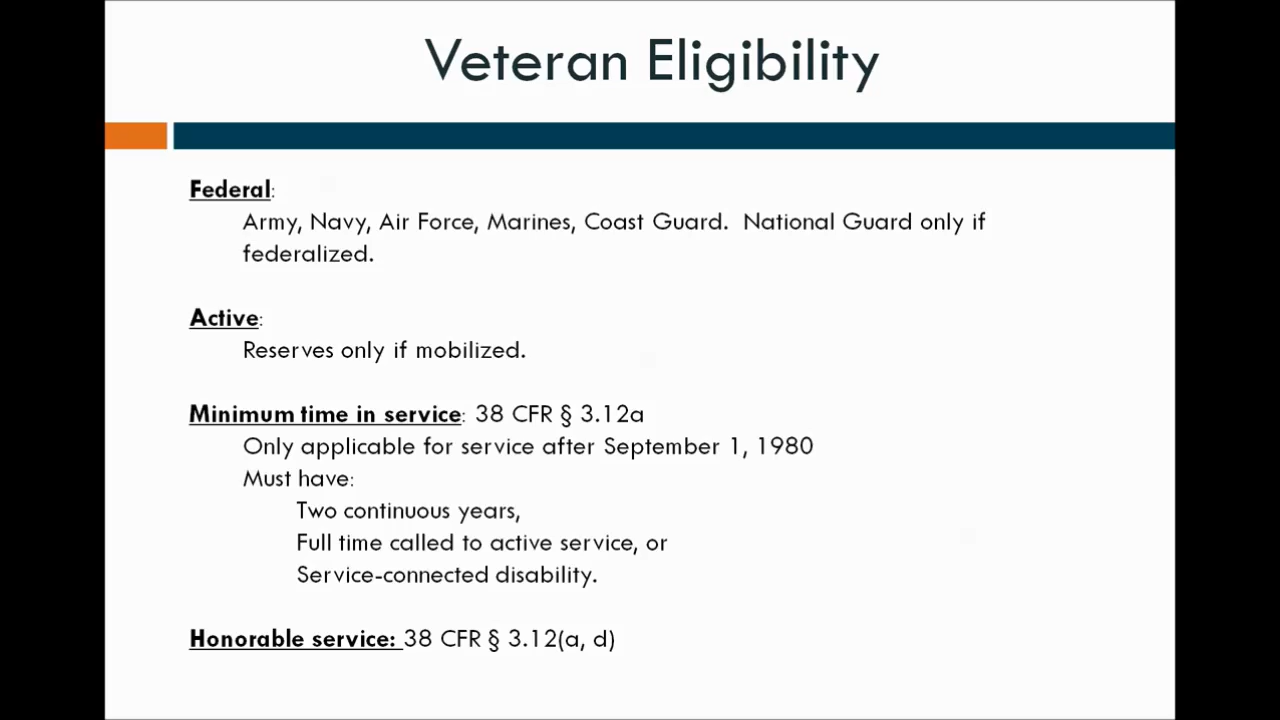 Veteran Eligibility
Federal:
Army, Navy, Air Force, Marines, Coast Guard. National Guard only if
federalized.
Active:
Reserves only if mobilized.
Minimum time in service: 38 CFR § 3.12a
Only applicable for service after September 1, 1980
Must have:
Two continuous years,
Full time called to active service, or
Service-connected disability.
Honorable service: 38 CFR § 3.12(a, d)